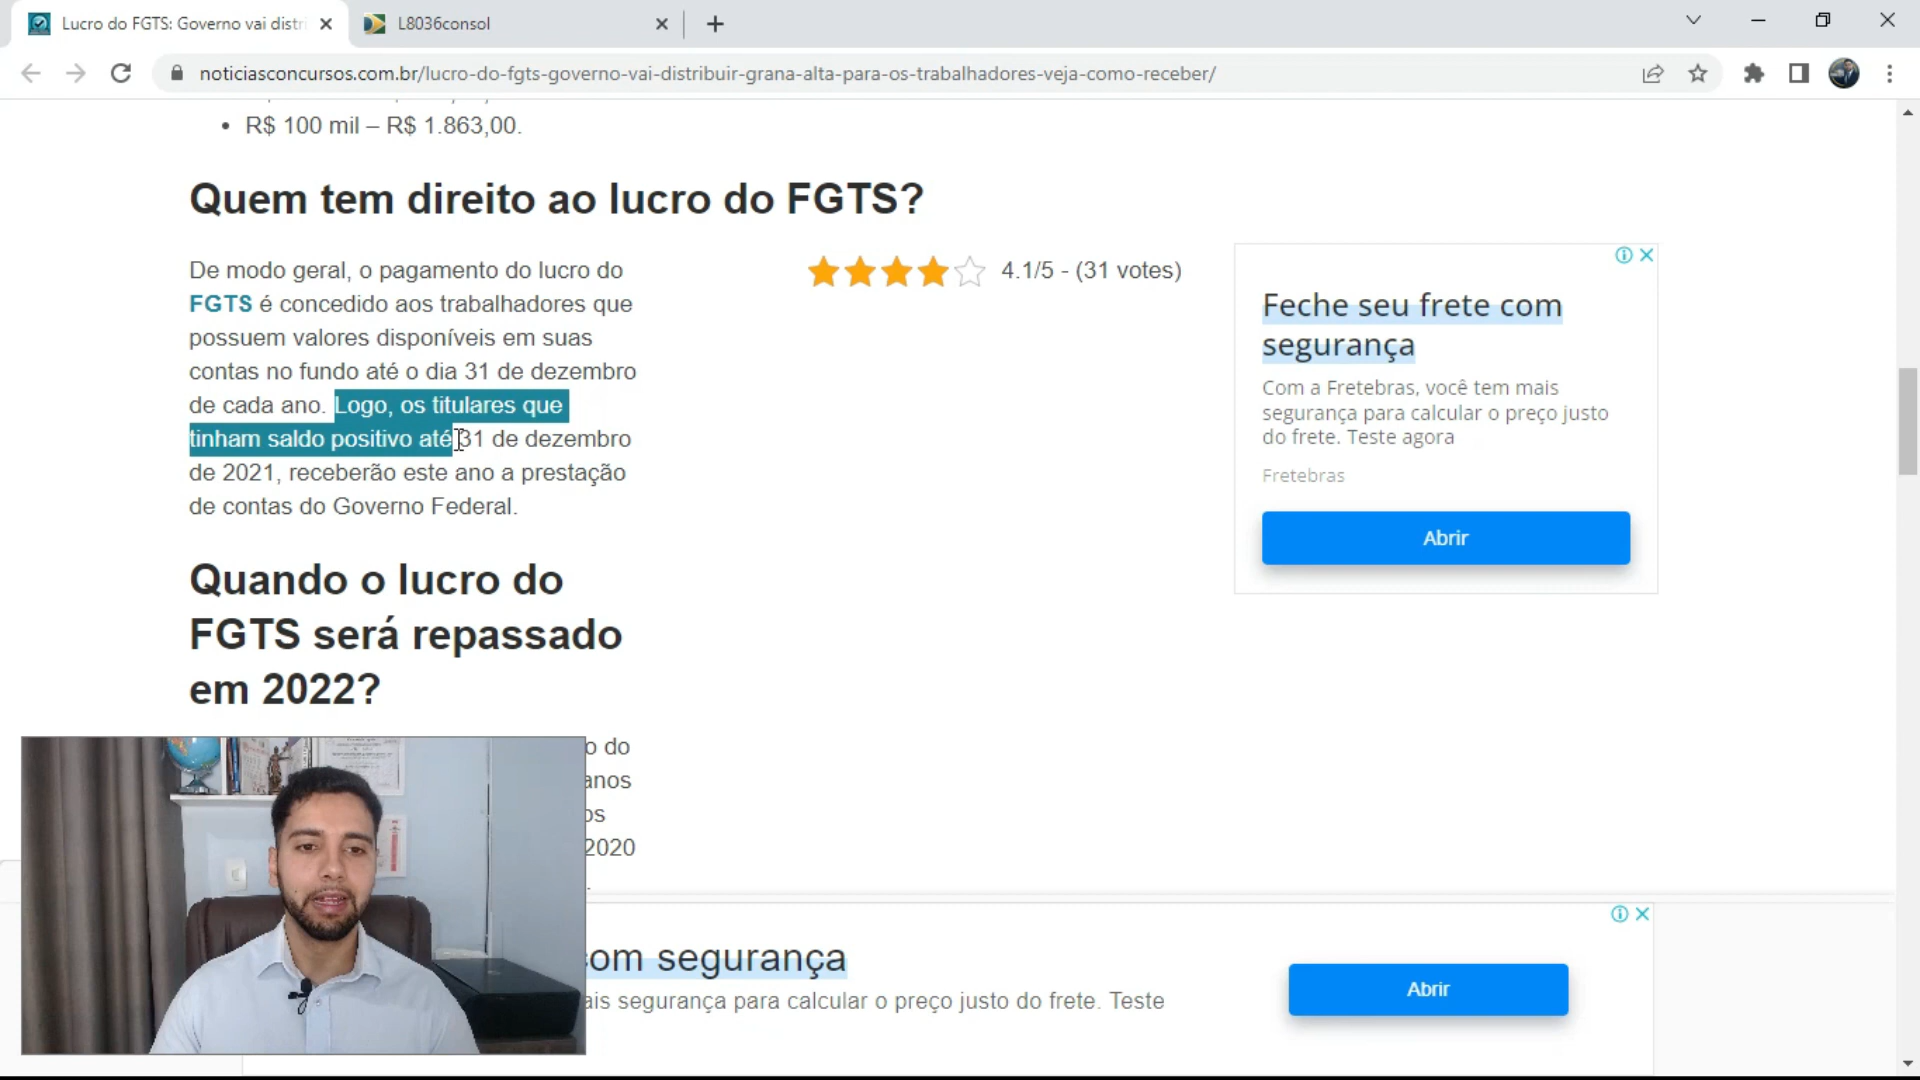 Lucro do FGTS: Governo vai distri
L8036consol
noticiasconcursos.com.br/lucro-do-fgts-governo-vai-distribuir-grana-alta-para-os-trabalhadores-veja-como-receber/
R$ 100 mil – R$ 1.863,00.
Quem tem direito ao lucro do FGTS?
De modo geral, o pagamento do lucro do
FGTS é concedido aos trabalhadores que
possuem valores disponíveis em suas
contas no fundo até o dia 31 de dezembro
de cada ano. Logo, os titulares que
tinham saldo positivo até 31 de dezembro
de 2021, receberão este ano a prestação
de contas do Governo Federal.
4.1/5 - (31 votes)
Feche seu frete com
segurança
Com a Fretebras, você tem mais
segurança para calcular o preço justo
do frete. Teste agora
Fretebras
Abrir
Quando o lucro do
FGTS será repassado
em 2022?
o do
anos
os
2020
.
com segurança
ais segurança para calcular o preço justo do frete. Teste
Abrir